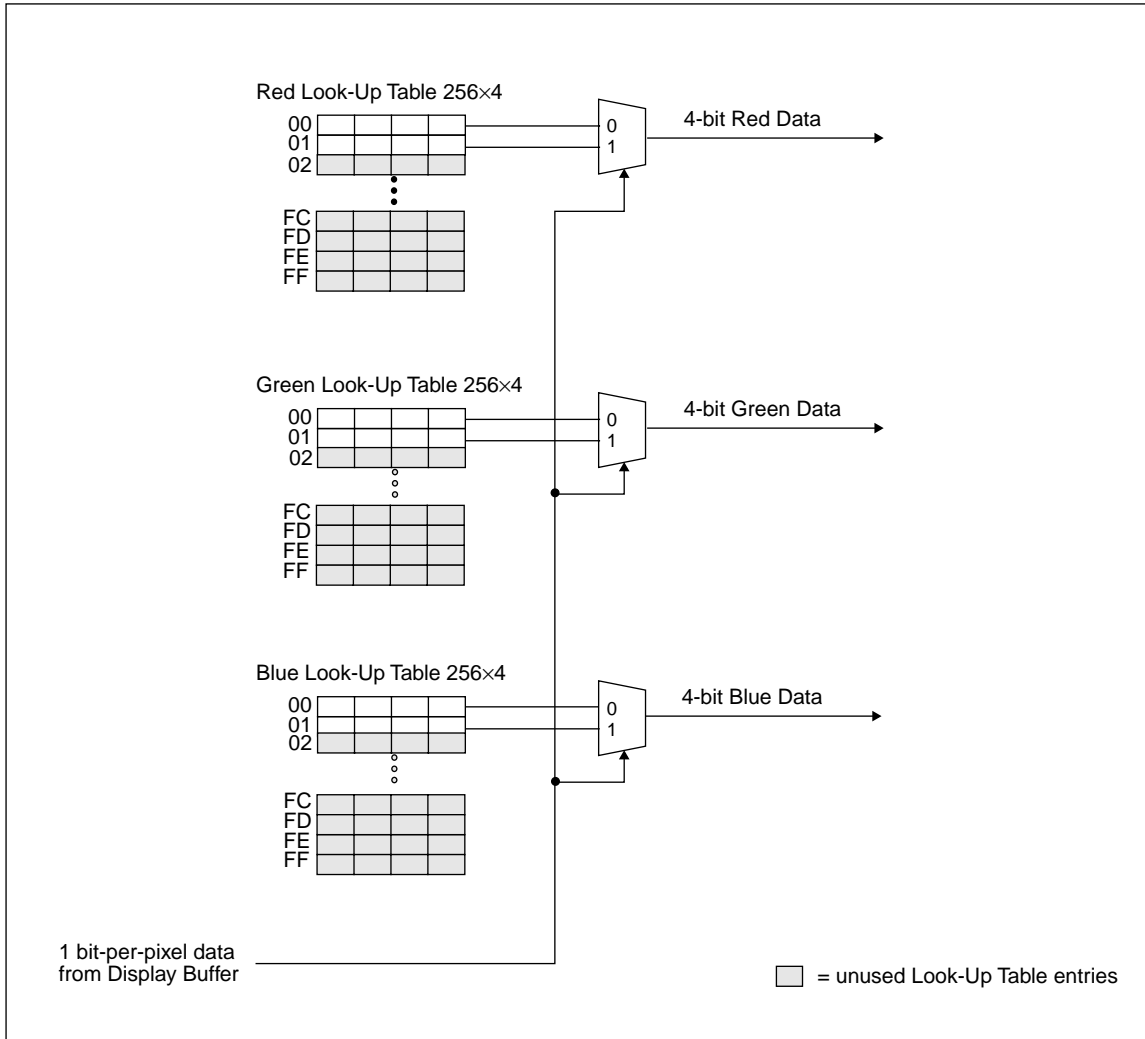 Red Look-Up Table 256×4
00
01
02
FC
FD
FE
FF
0
1
4-bit Red Data
Green Look-Up Table 256×4
00
01
02
FC
FD
FE
FF
0
1
4-bit Green Data
Blue Look-Up Table 256×4
00
01
02
FC
FD
FE
FF
0
1
4-bit Blue Data
1 bit-per-pixel data
from Display Buffer
= unused Look-Up Table entries